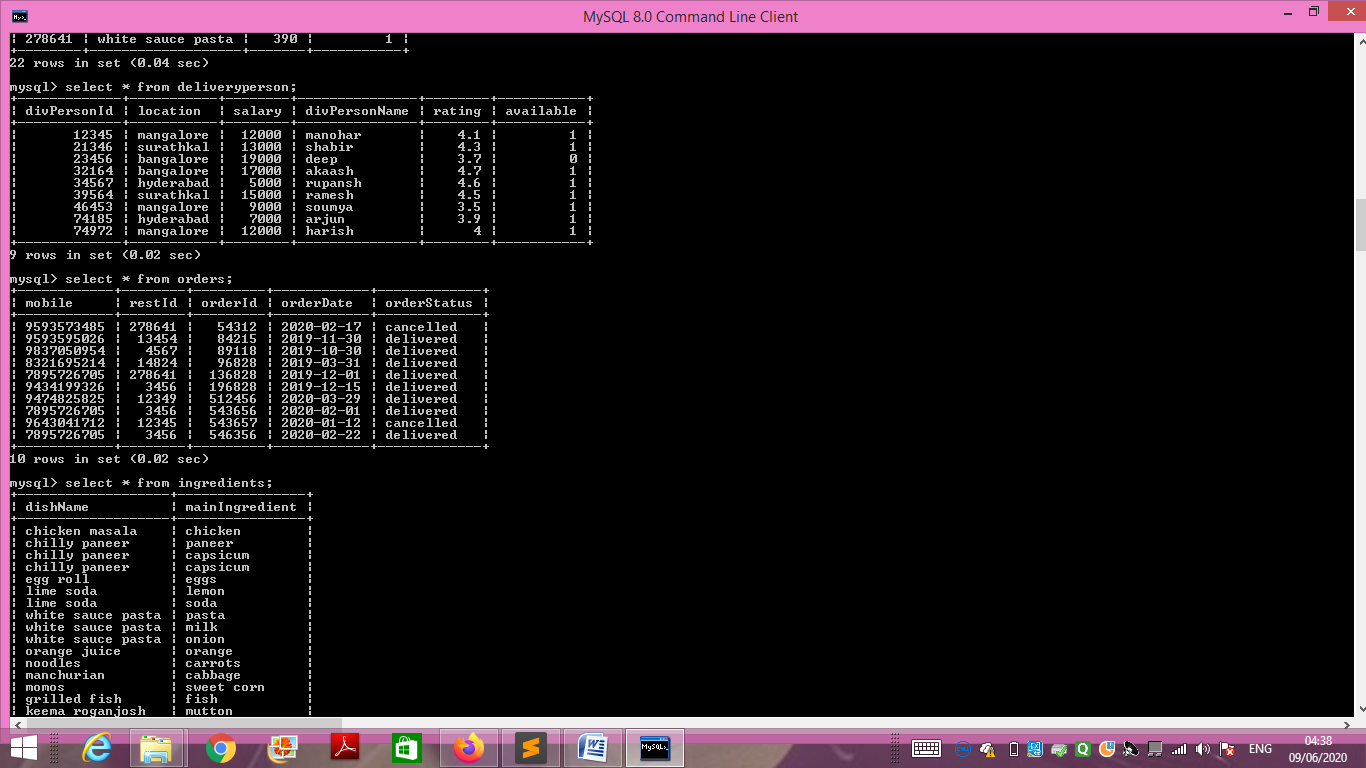 MySQL 8.0 Command Line Client
| 278641 | white sauce pasta |   390 |         1 |
+--------+-------------------+-------+-----------+
22 rows in set (0.04 sec)
mysql> select * from deliveryperson;
+-------------+-----------+--------+---------------+--------+-----------+
| divPersonId | location  | salary | divPersonName | rating | available |
+-------------+-----------+--------+---------------+--------+-----------+
|       12345 | mangalore |  12000 | manohar       |    4.1 |         1 |
|       21346 | surathkal |  13000 | shabir        |    4.3 |         1 |
|       23456 | bangalore |  19000 | deep          |    3.7 |         0 |
|       32164 | bangalore |  17000 | akaash        |    4.7 |         1 |
|       34567 | hyderabad |   5000 | rupansh       |    4.6 |         1 |
|       39564 | surathkal |  15000 | ramesh        |    4.5 |         1 |
|       46453 | mangalore |   9000 | soumya        |    3.5 |         1 |
|       74185 | hyderabad |   7000 | arjun         |    3.9 |         1 |
|       74972 | mangalore |  12000 | harish        |      4 |         1 |
+-------------+-----------+--------+---------------+--------+-----------+
9 rows in set (0.02 sec)
mysql> select * from orders;
+------------+--------+---------+------------+-------------+
| mobile     | restId | orderId | orderDate  | orderStatus |
+------------+--------+---------+------------+-------------+
| 9593573485 | 278641 |   54312 | 2020-02-17 | cancelled   |
| 9593595026 |  13454 |   84215 | 2019-11-30 | delivered   |
| 9837050954 |   4567 |   89118 | 2019-10-30 | delivered   |
| 8321695214 |  14824 |   96828 | 2019-03-31 | delivered   |
| 7895726705 | 278641 |  136828 | 2019-12-01 | delivered   |
| 9434199326 |   3456 |  196828 | 2019-12-15 | delivered   |
| 9474825825 |  12349 |  512456 | 2020-03-29 | delivered   |
| 7895726705 |   3456 |  543656 | 2020-02-01 | delivered   |
| 9643041712 |  12345 |  543657 | 2020-01-12 | cancelled   |
| 7895726705 |   3456 |  546356 | 2020-02-22 | delivered   |
+------------+--------+---------+------------+-------------+
10 rows in set (0.02 sec)
mysql> select * from ingredients;
+-------------------+----------------+
| dishName          | mainIngredient |
+-------------------+----------------+
| chicken masala    | chicken        |
| chilly paneer     | paneer         |
| chilly paneer     | capsicum       |
| chilly paneer     | capsicum       |
| egg roll          | eggs           |
| lime soda         | lemon          |
| lime soda         | soda           |
| white sauce pasta | pasta          |
| white sauce pasta | milk           |
| white sauce pasta | onion          |
| orange juice      | orange         |
| noodles           | carrots        |
| manchurian        | cabbage        |
| momos             | sweet corn     |
| grilled fish      | fish           |
| keema roganjosh   | mutton         |
ENG
04:38
09/06/2020